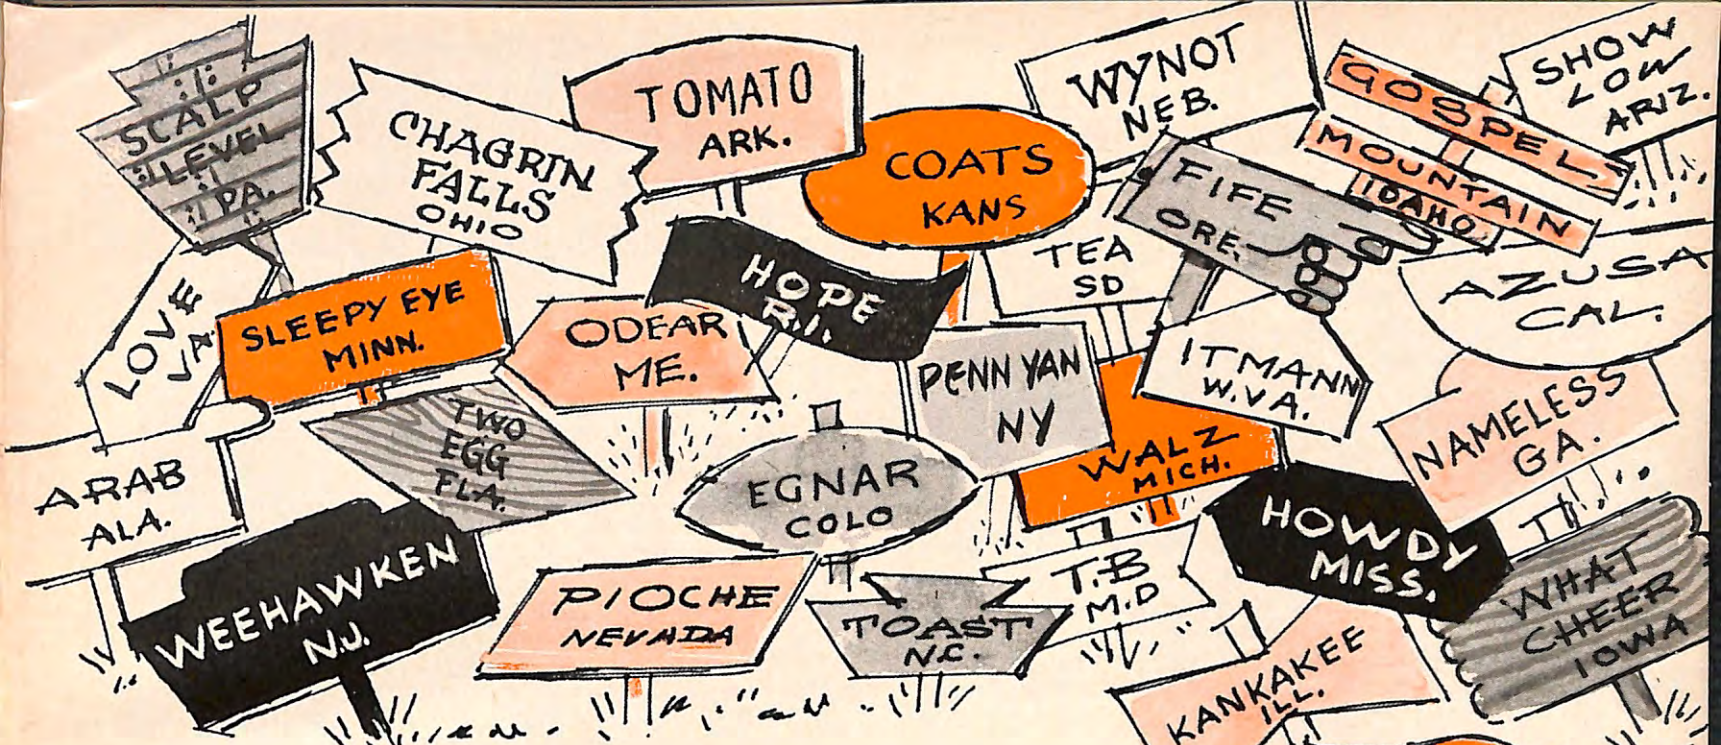 SCALP
LEVEL
PA.
CHAGRIN
FALLS
OHIO
TOMATO
ARK.
COATS
KANS
WYNOT
NEB.
GOSPEL
MOUNTAIN
IDAHO
SHOW
LOW
ARIZ.
LOVE
VA
SLEEPY EYE
MINN.
ODEAR
ME.
HOPE
R.I.
TEA
SD
FIFE
ORE.
AZUSA
CAL.
ARAB
ALA.
TWO
EGG
FLA.
EGNAR
COLO
PENN YAN
NY
WALZ
MICH.
ITMANN
W.VA.
NAMELESS
GA.
WEEHAWKEN
N.J.
PIOCHE
NEVADA
TOAST
N.C.
T.B
M.D
HOWDY
MISS.
WHAT
CHEER
IOWA
KANKAKEE
ILL.